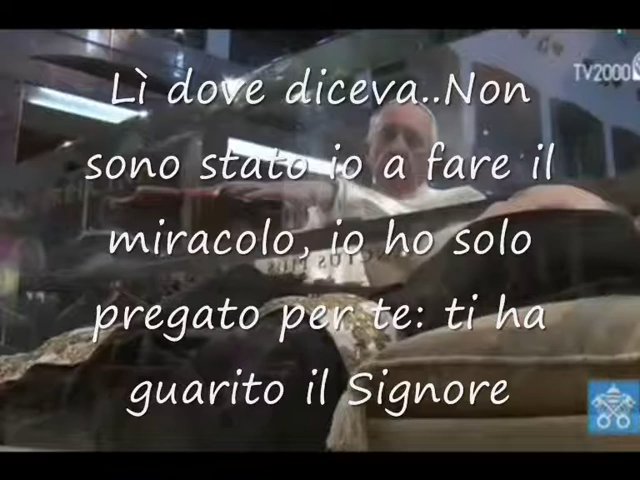 TV2000
Lì dove diceva..Non
sono stato io a fare il
miracolo, io ho solo
pregato per te: ti ha
guarito il Signore